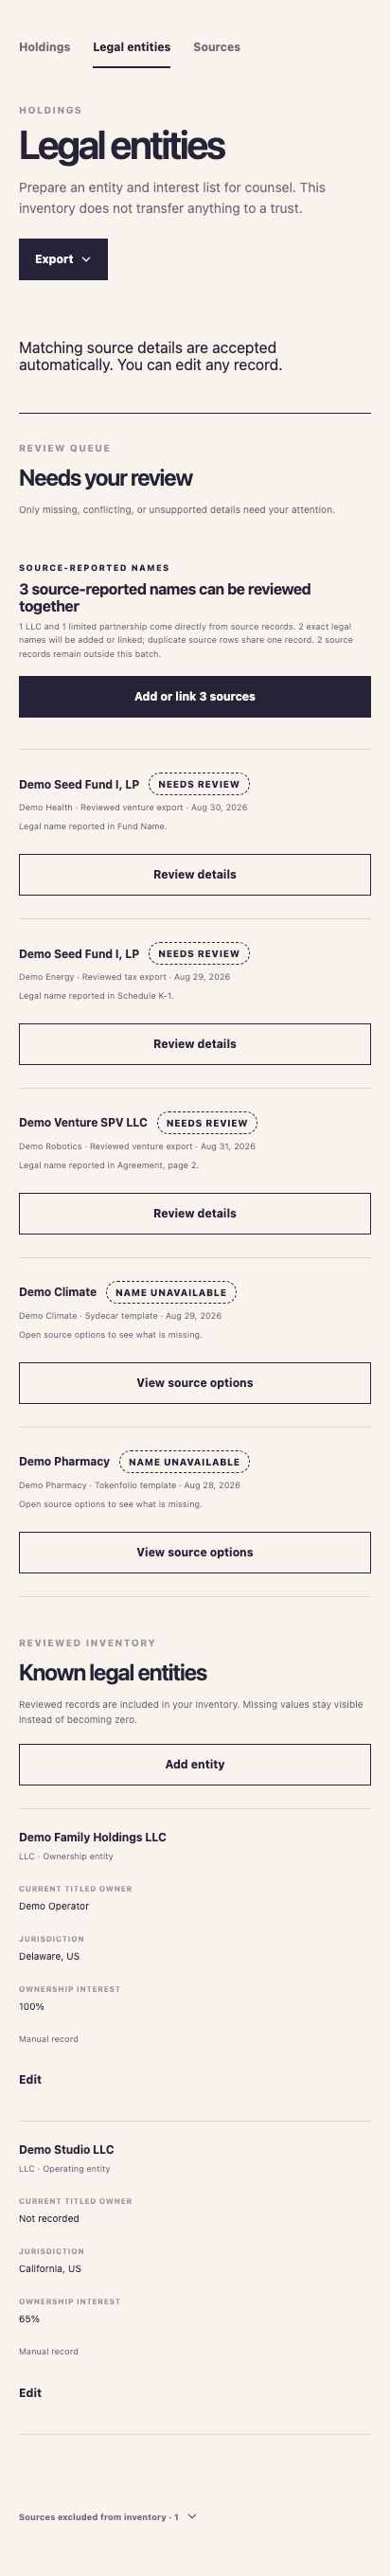 Holdings Legal entities Sources
HOLDINGS
Legal entities
Prepare an entity and interest list for counsel. This
inventory does not transfer anything to a trust.
Export
Matching source details are accepted
automatically. You can edit any record.
REVIEW QUEUE
Needs your review
Only missing, conflicting, or unsupported details need your attention.
SOURCE-REPORTED NAMES
3 source-reported names can be reviewed
together
1 LLC and 1 limited partnership come directly from source records. 2 exact legal
names will be added or linked; duplicate source rows share one record. 2 source
records remain outside this batch.
Add or link 3 sources
Demo Seed Fund I, LP NEEDS REVIEW
Demo Health · Reviewed venture export · Aug 30, 2026
Legal name reported in Fund Name.
Review details
Demo Seed Fund I, LP NEEDS REVIEW
Demo Energy · Reviewed tax export · Aug 29, 2026
Legal name reported in Schedule K-1.
Review details
Demo Venture SPV LLC NEEDS REVIEW
Demo Robotics · Reviewed venture export · Aug 31, 2026
Legal name reported in Agreement, page 2.
Review details
Demo Climate NAME UNAVAILABLE
Demo Climate · Sydecar template · Aug 29, 2026
Open source options to see what is missing.
View source options
Demo Pharmacy NAME UNAVAILABLE
Demo Pharmacy · Tokenfolio template · Aug 28, 2026
Open source options to see what is missing.
View source options
REVIEWED INVENTORY
Known legal entities
Reviewed records are included in your inventory. Missing values stay visible
instead of becoming zero.
Add entity
Demo Family Holdings LLC
LLC · Ownership entity
CURRENT TITLED OWNER
Demo Operator
JURISDICTION
Delaware, US
OWNERSHIP INTEREST
100%
Manual record
Edit
Demo Studio LLC
LLC · Operating entity
CURRENT TITLED OWNER
Not recorded
JURISDICTION
California, US
OWNERSHIP INTEREST
65%
Manual record
Edit
Sources excluded from inventory · 1